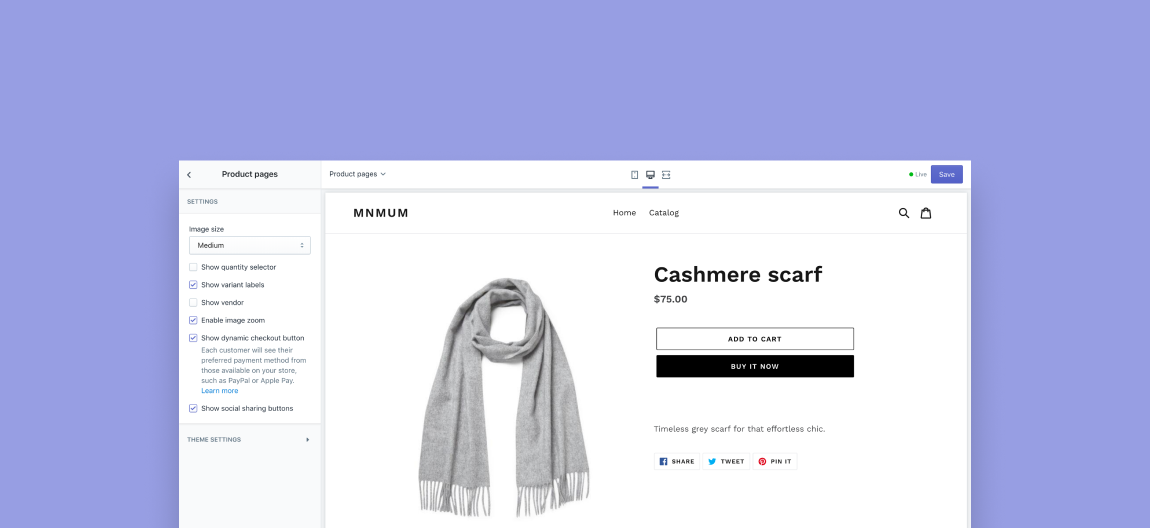 Product pages
SETTINGS
Image size
Medium
Show quantity selector
Show variant labels
Show vendor
Enable image zoom
Show dynamic checkout button
Each customer will see their
preferred payment method from
those available on your store,
such as PayPal or Apple Pay.
Learn more
Show social sharing buttons
THEME SETTINGS
Product pages
Live
Save
MNMUM
Home Catalog
Cashmere scarf
$75.00
ADD TO CART
BUY IT NOW
Timeless grey scarf for that effortless chic.
SHARE TWEET PIN IT